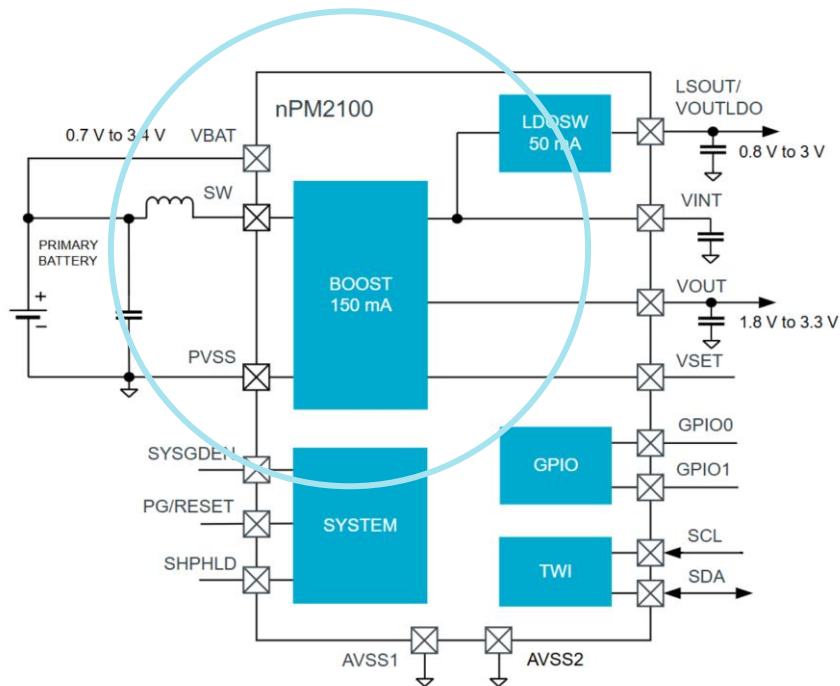 nPM2100
LSOUT/
VOUTLDO
LDOSW
50 mA
0.7 V to 3.4 V
VBAT
0.8 V to 3 V
SW
VINT
PRIMARY
BATTERY
+
–
BOOST
150 mA
VOUT
1.8 V to 3.3 V
PVSS
VSET
SYSGDEN
GPIO0
GPIO
GPIO1
PG/RESET
SYSTEM
SCL
SHPHLD
TWI
SDA
AVSS1
AVSS2